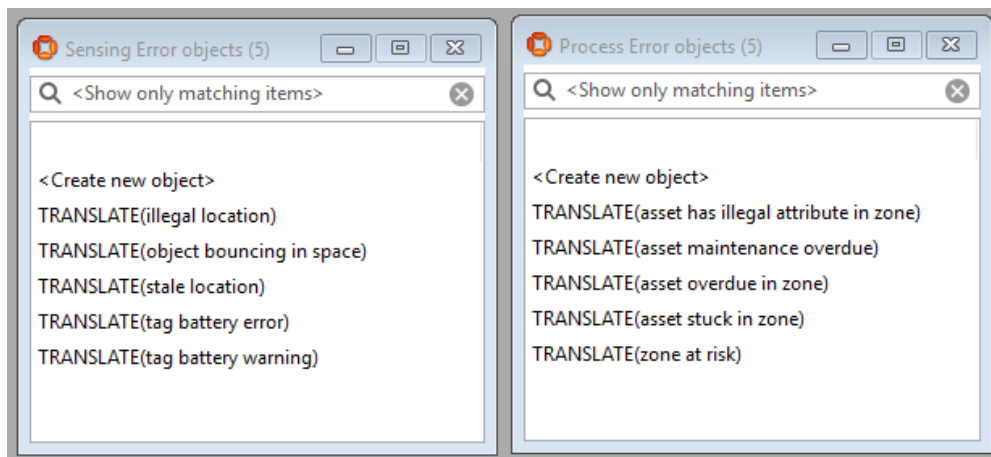 Sensing Error objects (5)
<Show only matching items>
<Create new object>
TRANSLATE(illegal location)
TRANSLATE(object bouncing in space)
TRANSLATE(stale location)
TRANSLATE(tag battery error)
TRANSLATE(tag battery warning)
Process Error objects (5)
<Show only matching items>
<Create new object>
TRANSLATE(asset has illegal attribute in zone)
TRANSLATE(asset maintenance overdue)
TRANSLATE(asset overdue in zone)
TRANSLATE(asset stuck in zone)
TRANSLATE(zone at risk)